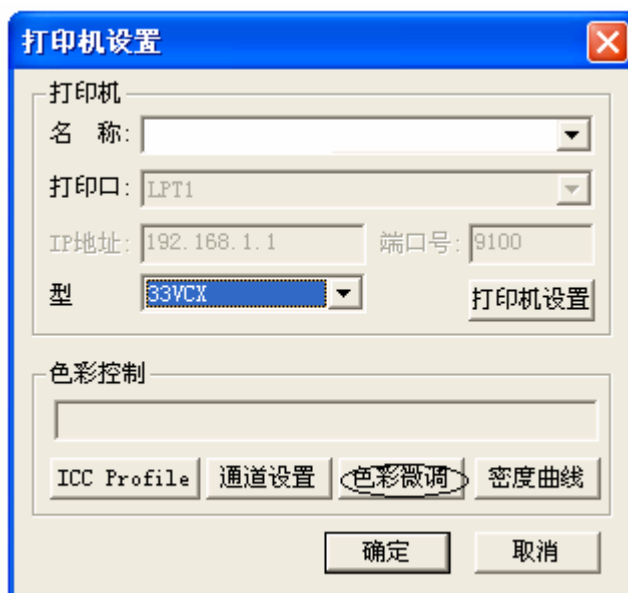 打印机设置
打印机
名 称:
打印口: LPT1
IP地址: 192.168.1.1 端口号: 9100
型 33VCX 打印机设置
色彩控制
ICC Profile 通道设置 色彩微调 密度曲线
确定 取消